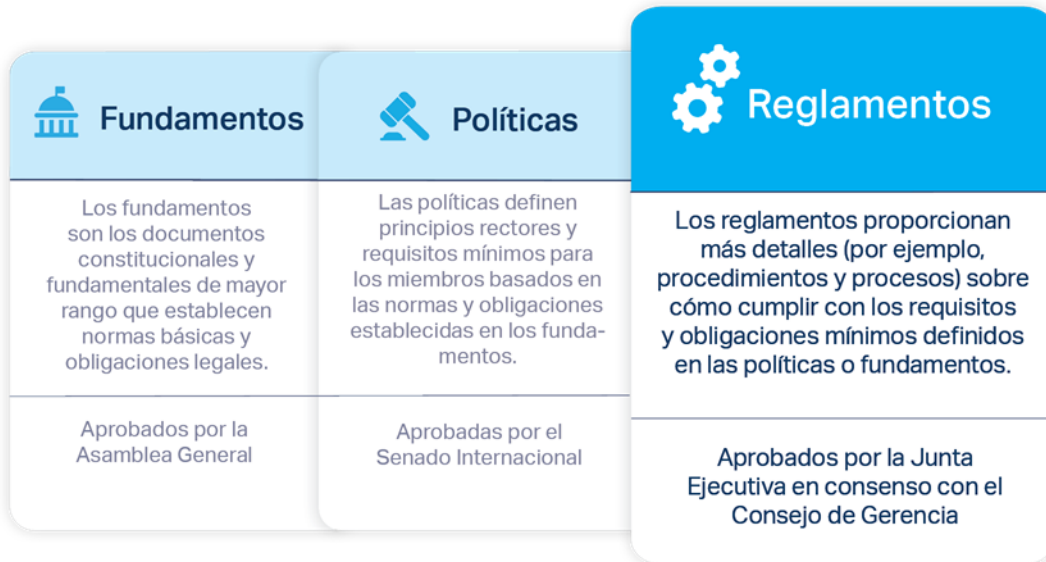 Fundamentos
Los fundamentos
son los documentos
constitucionales y
fundamentales de mayor
rango que establecen
normas básicas y
obligaciones legales.
Aprobados por la
Asamblea General
Políticas
Las políticas definen
principios rectores y
requisitos mínimos para
los miembros basados en
las normas y obligaciones
establecidas en los funda-
mentos.
Aprobadas por el
Senado Internacional
Reglamentos
Los reglamentos proporcionan
más detalles (por ejemplo,
procedimientos y procesos) sobre
cómo cumplir con los requisitos
y obligaciones mínimos definidos
en las políticas o fundamentos.
Aprobados por la Junta
Ejecutiva en consenso con el
Consejo de Gerencia